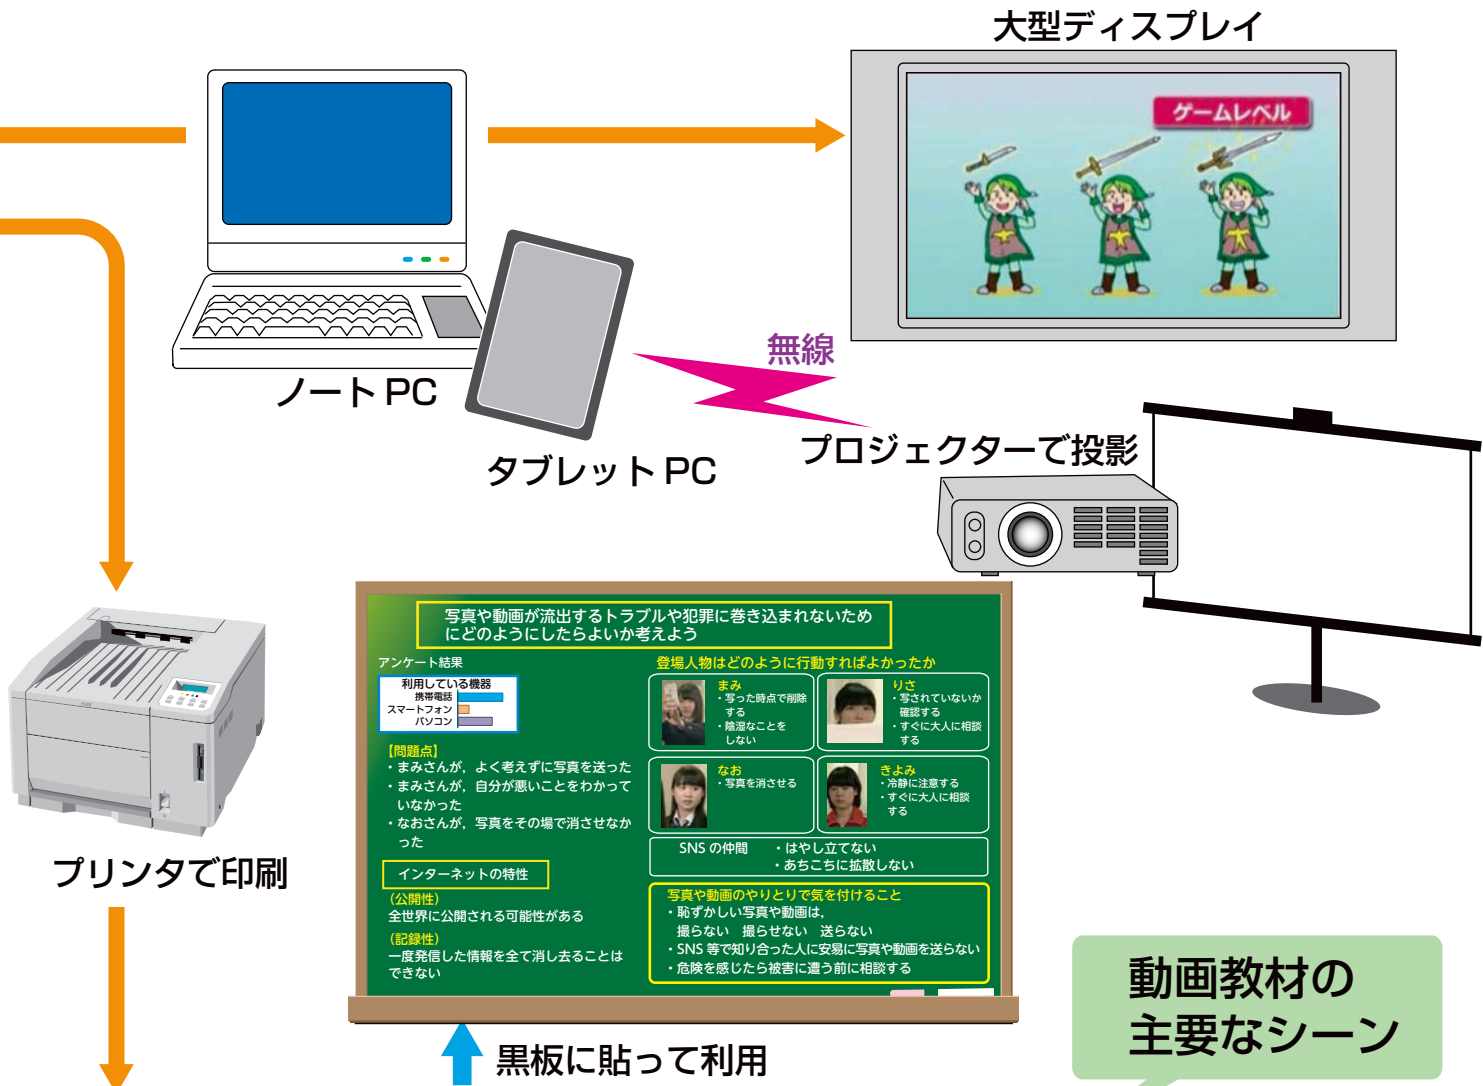 大型ディスプレイ
ゲームレベル
ノートPC
無線
タブレットPC
プロジェクターで投影
プリンタで印刷
写真や動画が流出するトラブルや犯罪に巻き込まれないため
にどのようにしたらよいか考えよう
アンケート結果
利用している機器
携帯電話
スマートフォン
パソコン
【問題点】
・まみさんが，よく考えずに写真を送った
・まみさんが，自分が悪いことをわかって
いなかった
・なおさんが，写真をその場で消させなか
った
インターネットの特性
（公開性）
全世界に公開される可能性がある
（記録性）
一度発信した情報を全て消し去ることは
できない
登場人物はどのように行動すればよかったか
まみ
・写った時点で削除
する
・陰湿なことを
しない
りさ
・写されていないか
確認する
・すぐに大人に相談
する
なお
・写真を消させる
きよみ
・冷静に注意する
・すぐに大人に相談
する
SNSの仲間　・はやし立てない
・あちこちに拡散しない
写真や動画のやりとりで気を付けること
・恥ずかしい写真や動画は，
撮らない　撮らせない　送らない
・SNS等で知り合った人に安易に写真や動画を送らない
・危険を感じたら被害に遭う前に相談する
黒板に貼って利用
動画教材の
主要なシーン